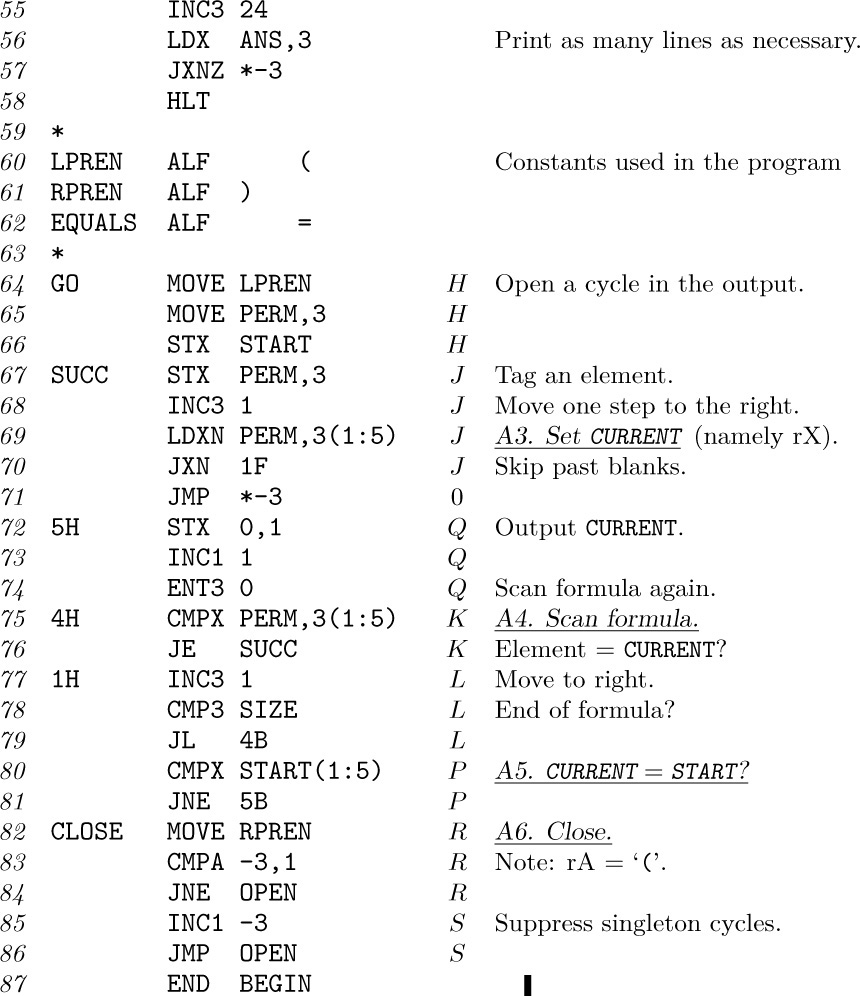 55 INC3 24
56 LDX ANS,3 Print as many lines as necessary.
57 JXNZ *-3
58 HLT
59 *
60 LPREN ALF ( Constants used in the program
61 RPREN ALF )
62 EQUALS ALF =
63 *
64 GO MOVE LPREN H Open a cycle in the output.
65 MOVE PERM,3 H
66 STX START H
67 SUCC STX PERM,3 J Tag an element.
68 INC3 1 J Move one step to the right.
69 LDXN PERM,3(1:5) J A3. Set CURRENT (namely rX).
70 JXN 1F J Skip past blanks.
71 JMP *-3 0
72 5H STX 0,1 Q Output CURRENT.
73 INC1 1 Q
74 ENT3 0 Q Scan formula again.
75 4H CMPX PERM,3(1:5) K A4. Scan formula.
76 JE SUCC K Element = CURRENT?
77 1H INC3 1 L Move to right.
78 CMP3 SIZE L End of formula?
79 JL 4B L
80 CMPX START(1:5) P A5. CURRENT = START?
81 JNE 5B P
82 CLOSE MOVE RPREN R A6. Close.
83 CMPA -3,1 R Note: rA = ‘(’.
84 JNE OPEN R
85 INC1 -3 S Suppress singleton cycles.
86 JMP OPEN S
87 END BEGIN